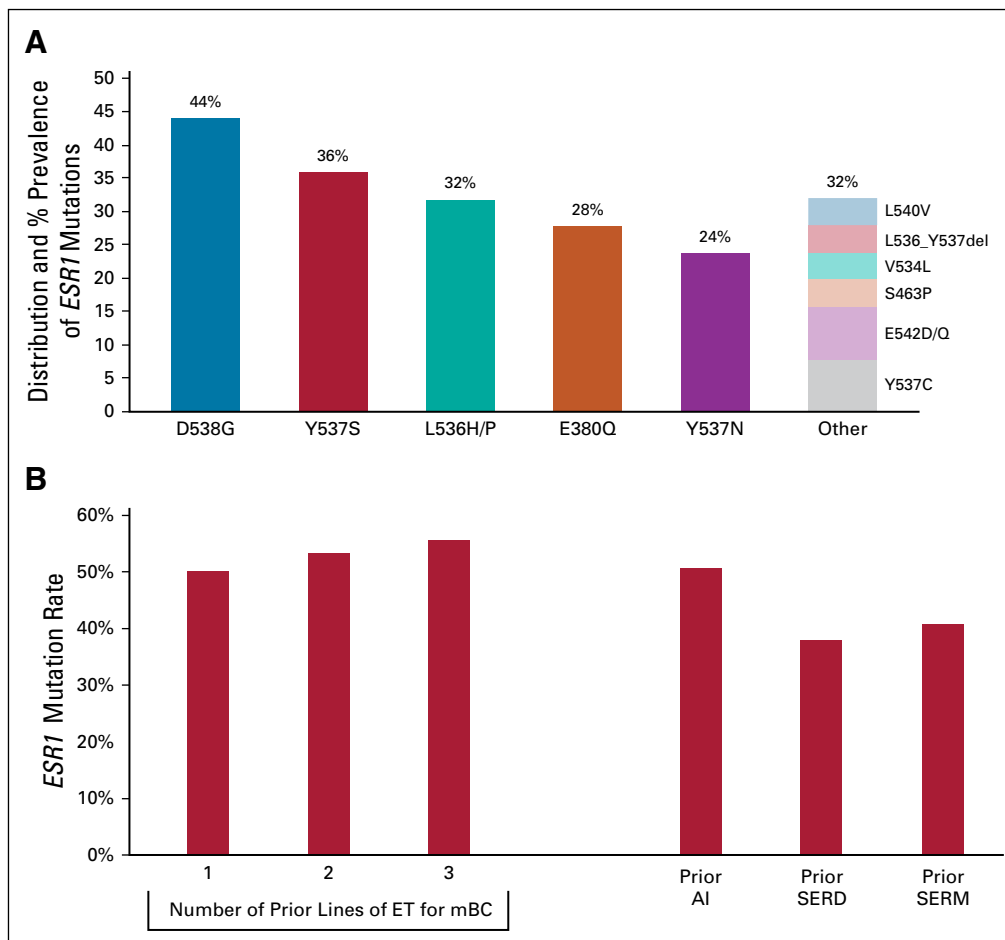 A
Distribution and % Prevalence
of ESR1 Mutations
50
45
40
35
30
25
20
15
10
5
0
44%
36%
32%
28%
24%
32%
L540V
L536_Y537del
V534L
S463P
E542D/Q
Y537C
D538G
Y537S
L536H/P
E380Q
Y537N
Other
B
ESR1 Mutation Rate
60%
50%
40%
30%
20%
10%
0%
1
2
3
Number of Prior Lines of ET for mBC
Prior
AI
Prior
SERD
Prior
SERM